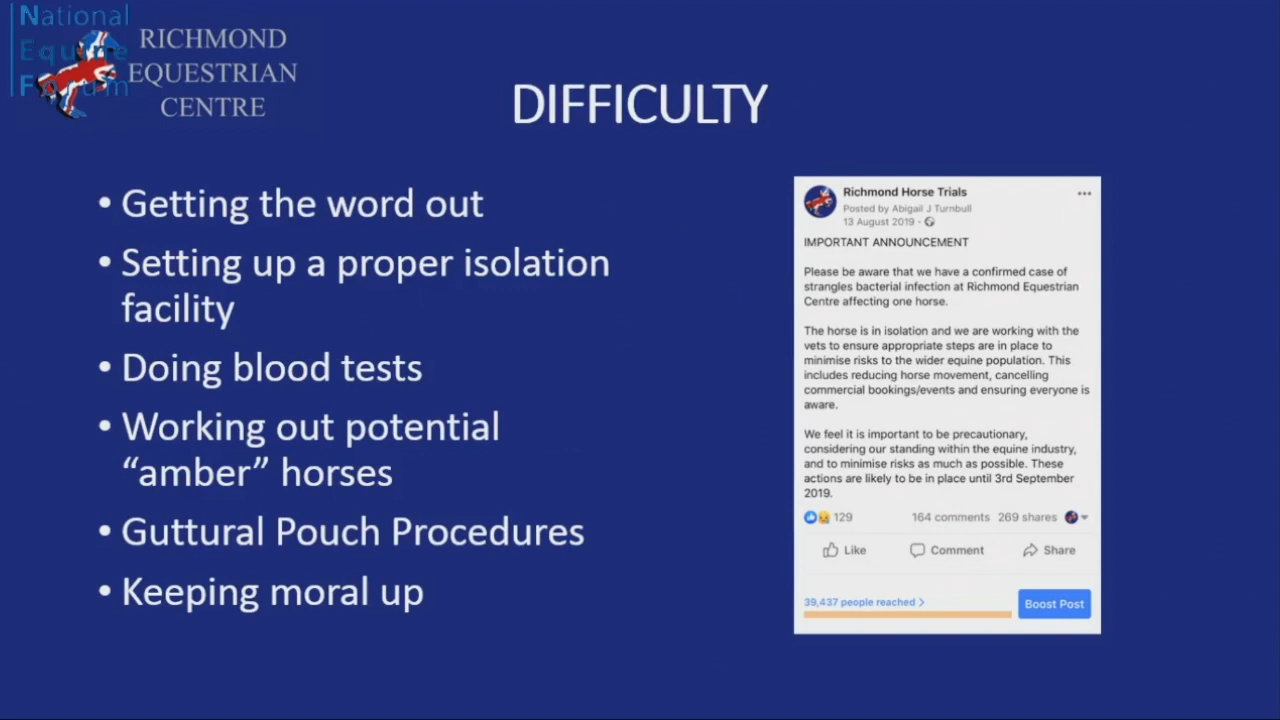 National
Equine
Forum
RICHMOND
EQUESTRIAN
CENTRE
DIFFICULTY
• Getting the word out
• Setting up a proper isolation
facility
• Doing blood tests
• Working out potential
“amber” horses
• Guttural Pouch Procedures
• Keeping moral up
Richmond Horse Trials
Posted by Abigail J Turnbull
13 August 2019 ·
IMPORTANT ANNOUNCEMENT
Please be aware that we have a confirmed case of
strangles bacterial infection at Richmond Equestrian
Centre affecting one horse.
The horse is in isolation and we are working with the
vets to ensure appropriate steps are in place to
minimise risks to the wider equine population. This
includes reducing horse movement, cancelling
commercial bookings/events and ensuring everyone is
aware.
We feel it is important to be precautionary,
considering our standing within the equine industry,
and to minimise risks as much as possible. These
actions are likely to be in place until 3rd September
2019.
129 164 comments 269 shares
Like Comment Share
39,437 people reached >
Boost Post